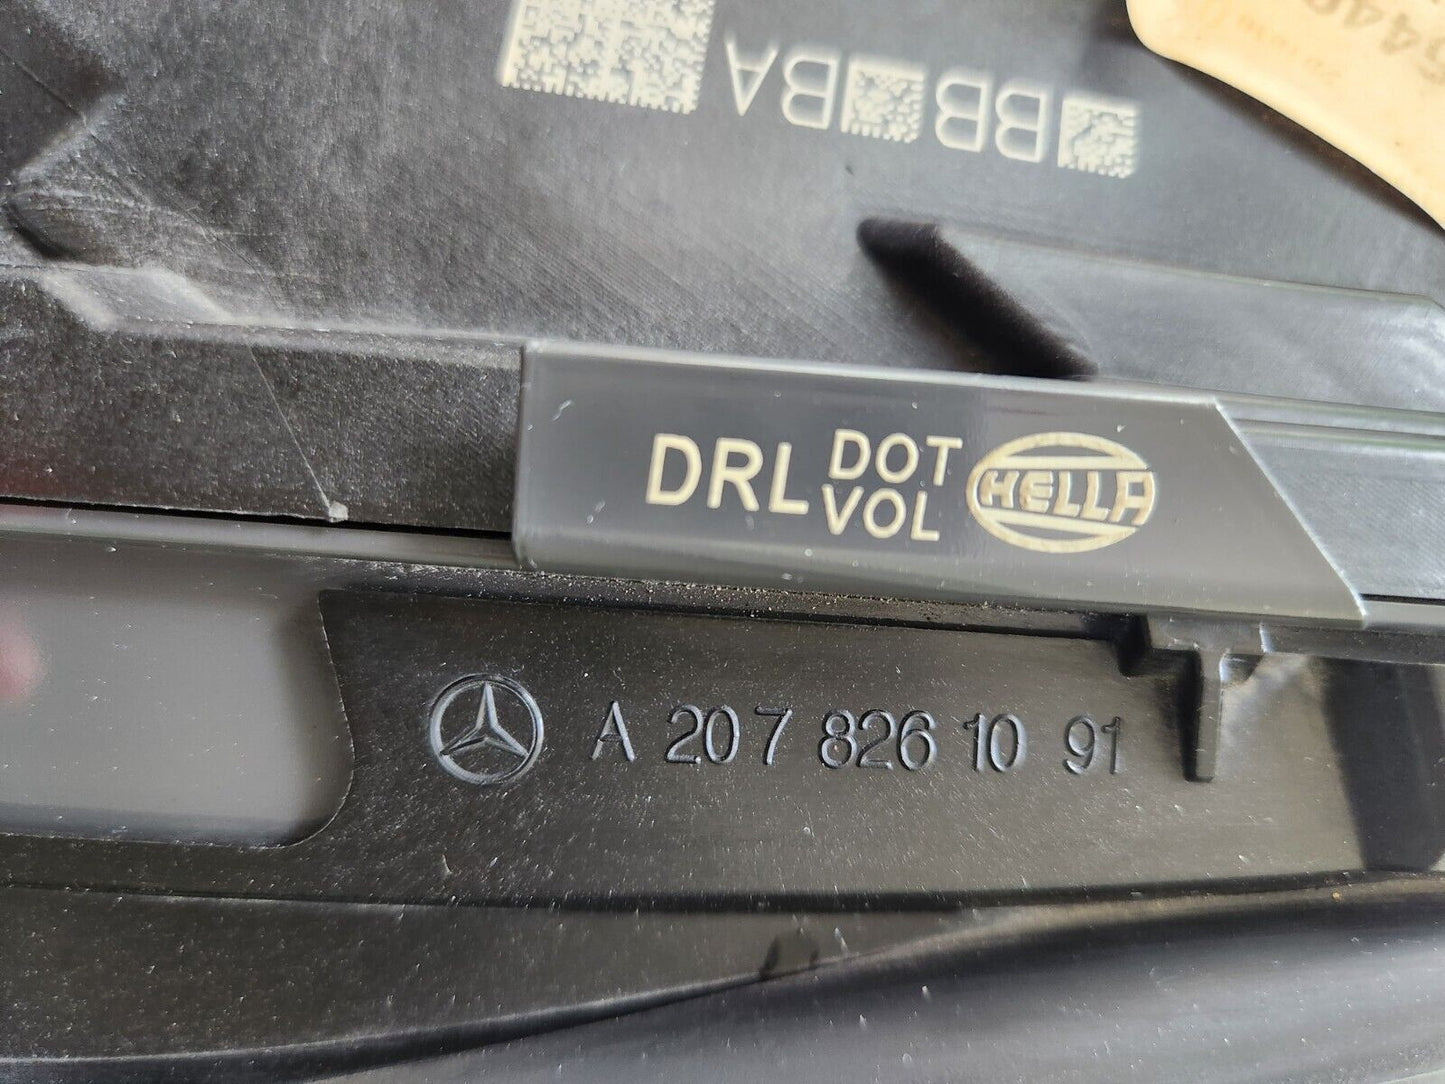 BB BA
DRL DOT VOL HELLA
A 207 826 10 91